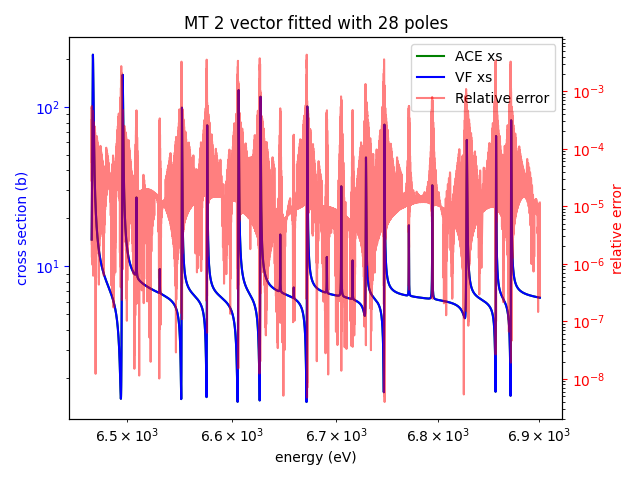 MT 2 vector fitted with 28 poles
ACE xs
VF xs
Relative error
10²
10¹
cross section (b)
10⁻³
10⁻⁴
10⁻⁵
10⁻⁶
10⁻⁷
10⁻⁸
relative error
6.5 × 10³ 6.6 × 10³ 6.7 × 10³ 6.8 × 10³ 6.9 × 10³
energy (eV)